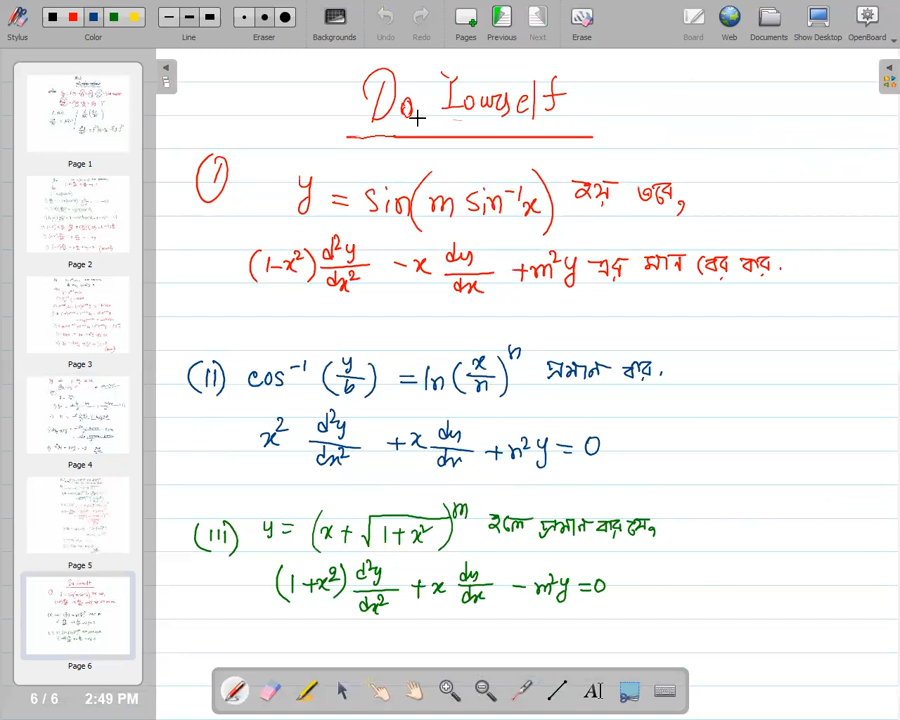 Stylus
Color
Line
Eraser
Backgrounds
Undo
Redo
Pages
Previous
Next
Erase
Board
Web
Documents
Show Desktop
OpenBoard
Page 1
Page 2
Page 3
Page 4
Page 5
Page 6
6 / 6 2:49 PM
Do Yourself
(i) y = sin(m sin⁻¹x) হয় তবে,
(1-x²) d²y/dx² - x dy/dx + m²y এর মান বের কর.
(ii) cos⁻¹(y/b) = ln(x/n)ⁿ প্রমান কর.
x² d²y/dx² + x dy/dx + n²y = 0
(iii) y = (x + √(1+x²))ᵐ হলে প্রমান কর যে,
(1+x²) d²y/dx² + x dy/dx - m²y = 0